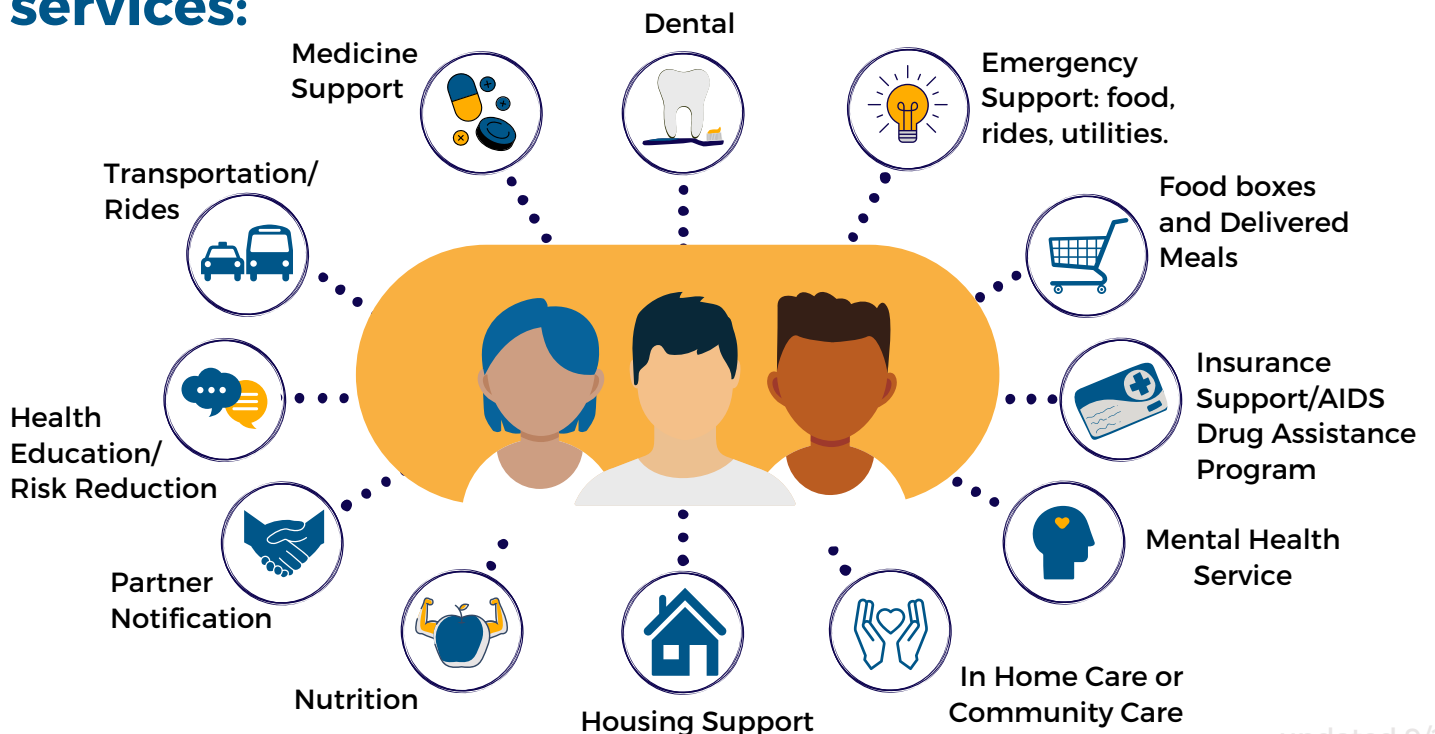 services:
Dental
Medicine
Support
Emergency
Support: food,
rides, utilities.
Transportation/
Rides
Food boxes
and Delivered
Meals
Health
Education/
Risk Reduction
Insurance
Support/AIDS
Drug Assistance
Program
Partner
Notification
Mental Health
Service
Nutrition
Housing Support
In Home Care or
Community Care